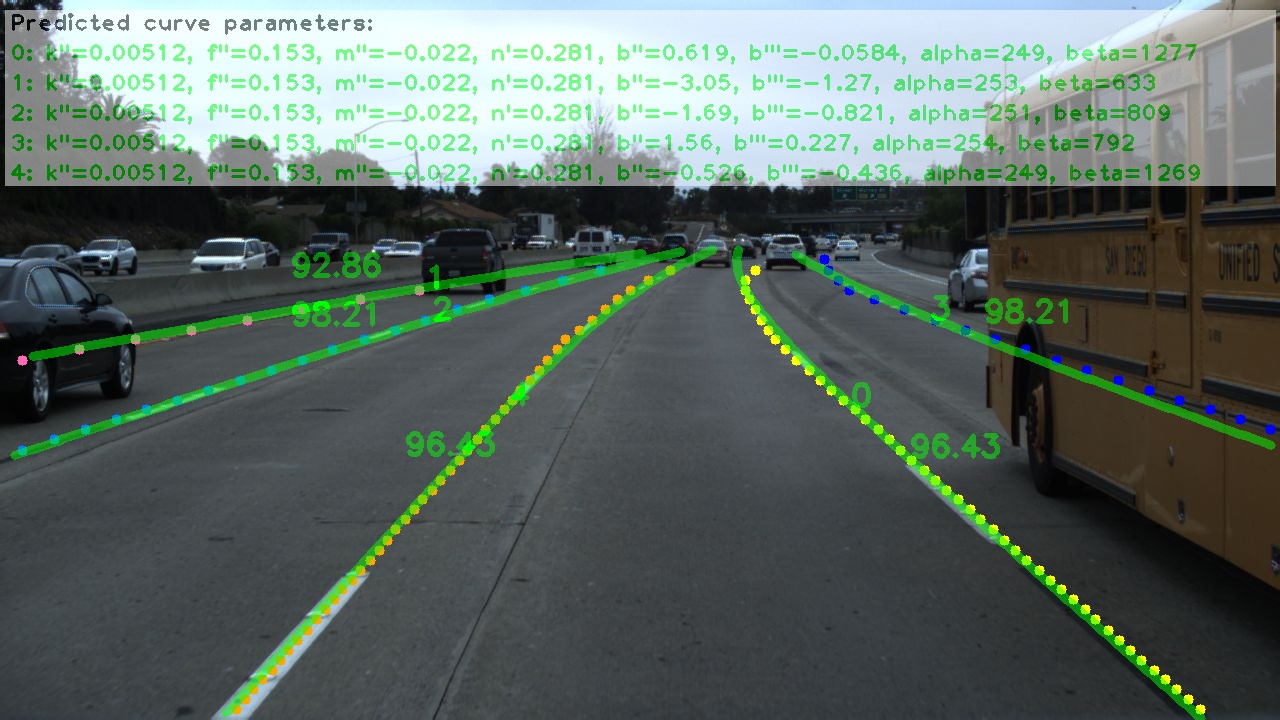 Predicted curve parameters:
0: k''=0.00512, f''=0.153, m''=−0.022, n'=0.281, b''=0.619, b'''=−0.0584, alpha=249, beta=1277
1: k''=0.00512, f''=0.153, m''=−0.022, n'=0.281, b''=−3.05, b'''=−1.27, alpha=253, beta=633
2: k''=0.00512, f''=0.153, m''=−0.022, n'=0.281, b''=−1.69, b'''=−0.821, alpha=251, beta=809
3: k''=0.00512, f''=0.153, m''=−0.022, n'=0.281, b''=1.56, b'''=0.227, alpha=254, beta=792
4: k''=0.00512, f''=0.153, m''=−0.022, n'=0.281, b''=−0.526, b'''=−0.436, alpha=249, beta=1269
SAN DIEGO
UNIFIED
92.86
1
98.21
2
3
98.21
4
0
96.43
96.43